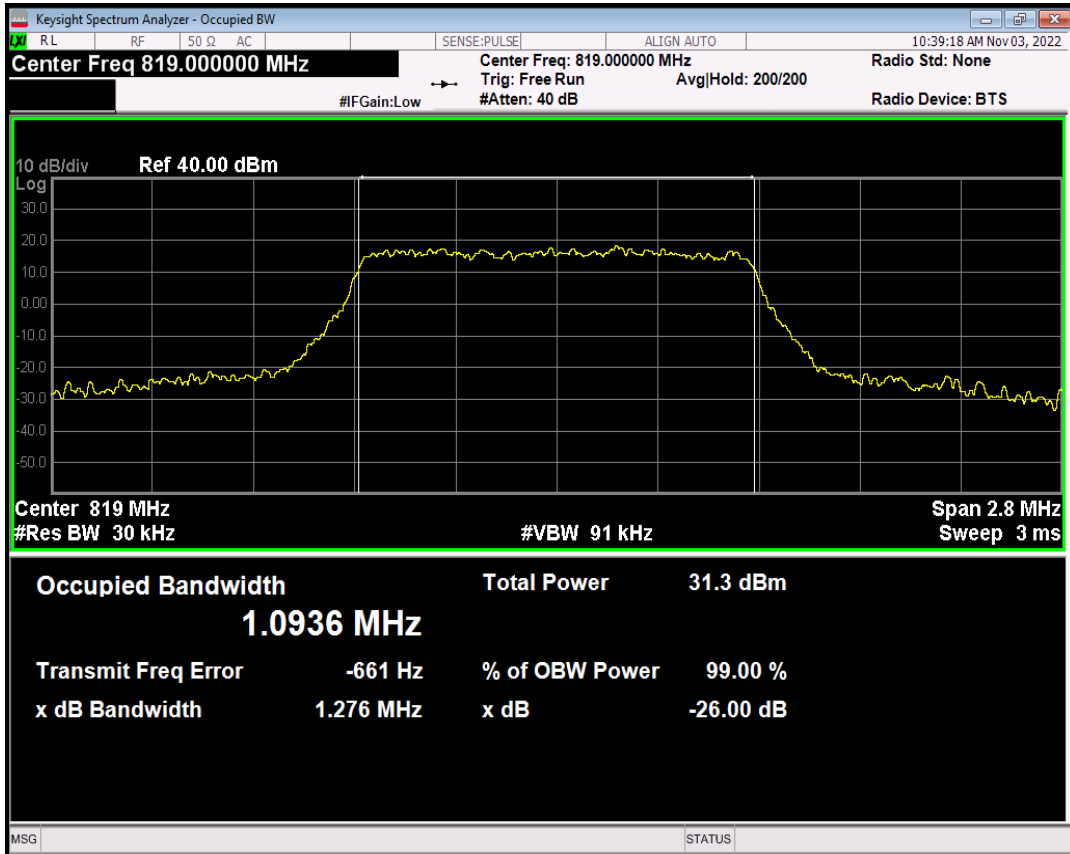 Keysight Spectrum Analyzer - Occupied BW
LXI RL RF 50 Ω AC SENSE:PULSE ALIGN AUTO 10:39:18 AM Nov 03, 2022
Center Freq 819.000000 MHz Center Freq: 819.000000 MHz Radio Std: None
Trig: Free Run Avg|Hold: 200/200
#IFGain:Low #Atten: 40 dB Radio Device: BTS
10 dB/div Ref 40.00 dBm
Log
30.0
20.0
10.0
0.00
-10.0
-20.0
-30.0
-40.0
-50.0
Center 819 MHz Span 2.8 MHz
#Res BW 30 kHz #VBW 91 kHz Sweep 3 ms
Occupied Bandwidth Total Power 31.3 dBm
1.0936 MHz
Transmit Freq Error -661 Hz % of OBW Power 99.00 %
x dB Bandwidth 1.276 MHz x dB -26.00 dB
MSG STATUS